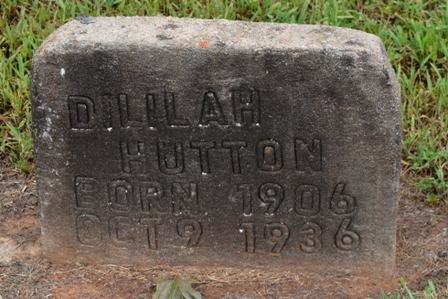 DILILAH
HUTTON
BORN 1906
OCT 9 1936